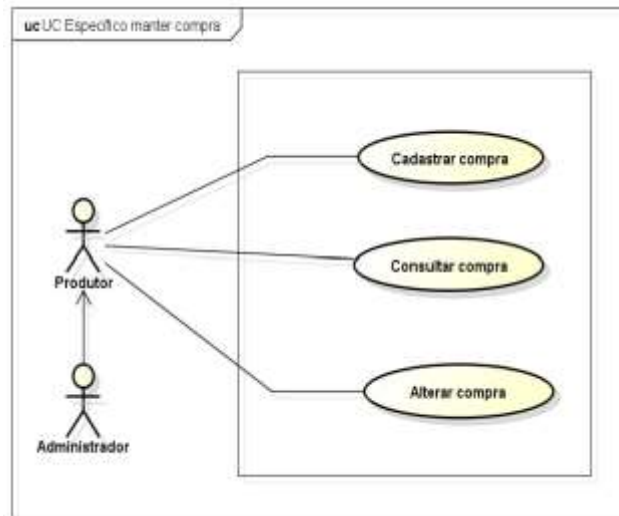 uc UC Específico manter compra
Cadastrar compra
Consultar compra
Produtor
Alterar compra
Administrador